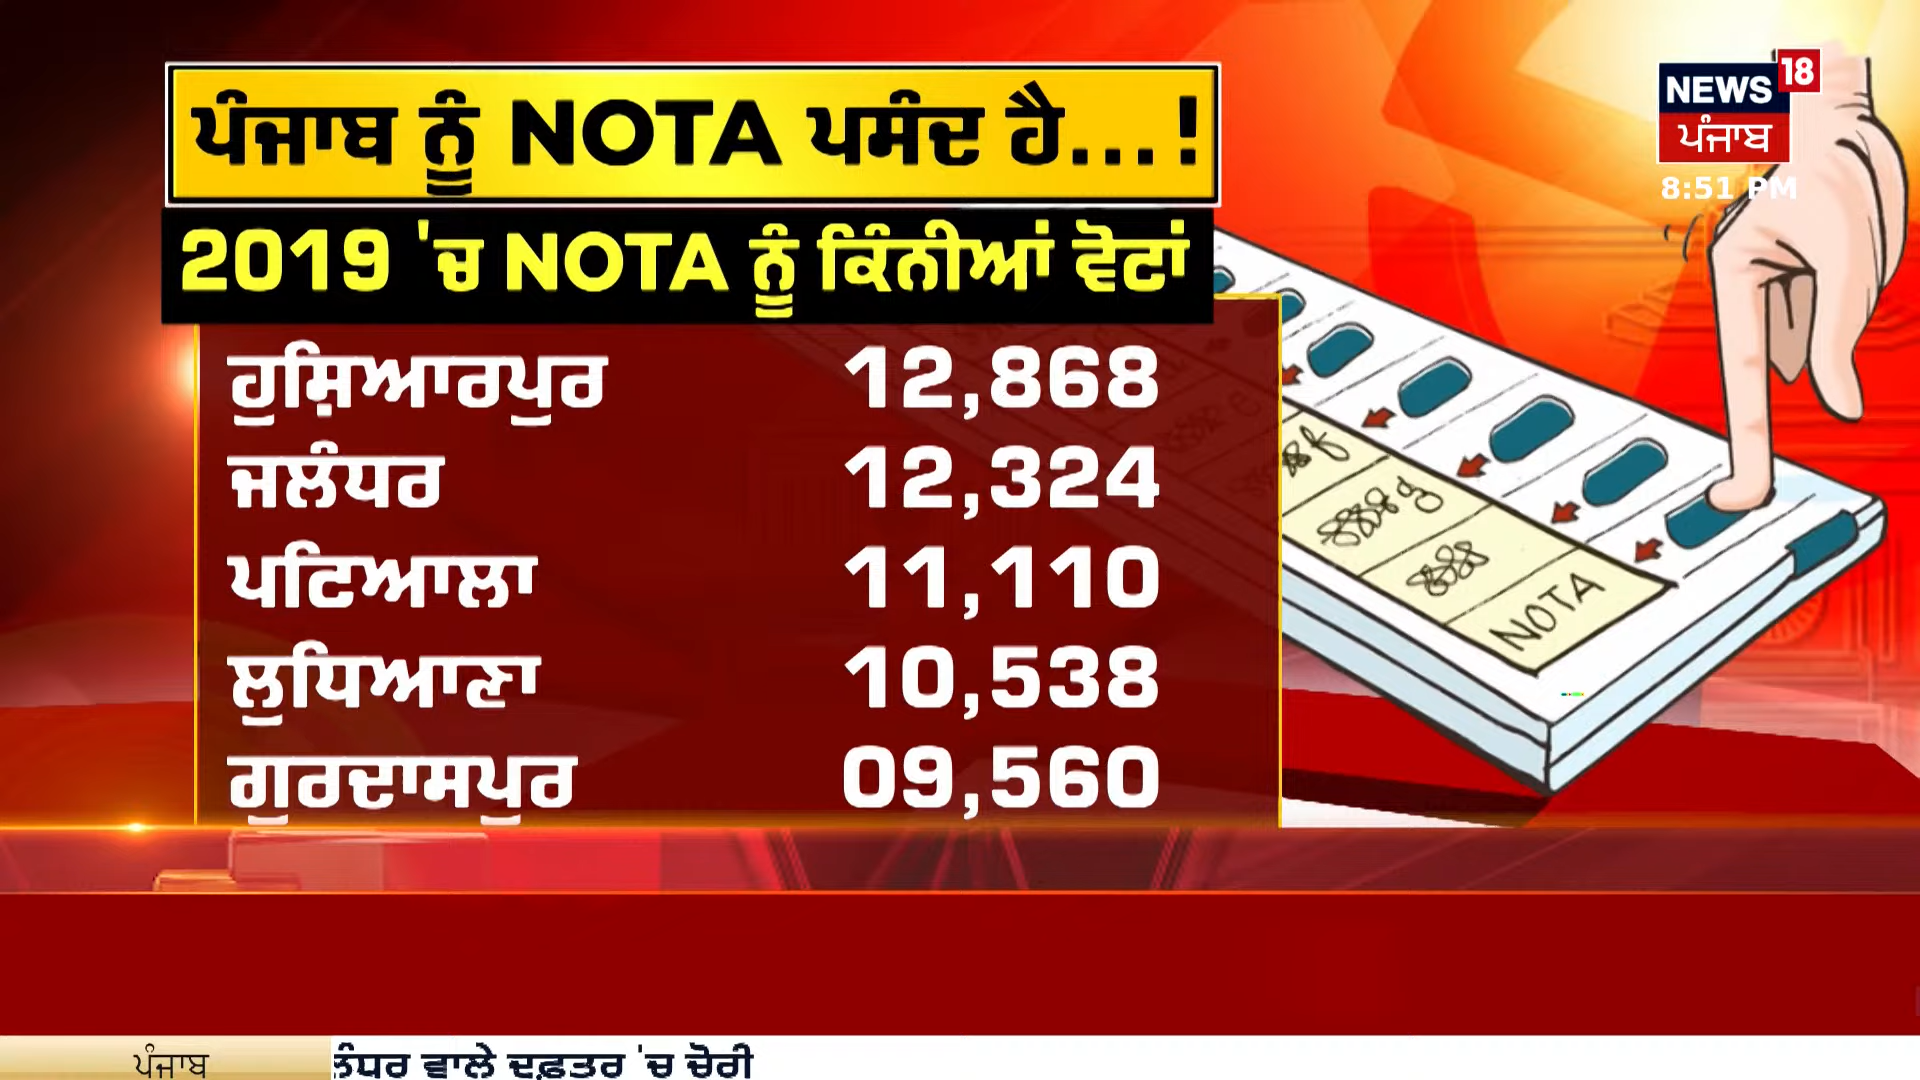 ਪੰਜਾਬ ਨੂੰ NOTA ਪਸੰਦ ਹੈ...!
NEWS 18
ਪੰਜਾਬ
8:51 PM
2019 'ਚ NOTA ਨੂੰ ਕਿੰਨੀਆਂ ਵੋਟਾਂ
ਹੁਸ਼ਿਆਰਪੁਰ 12,868
ਜਲੰਧਰ 12,324
ਪਟਿਆਲਾ 11,110
ਲੁਧਿਆਣਾ 10,538
ਗੁਰਦਾਸਪੁਰ 09,560
NOTA
ਪੰਜਾਬ
ਲੰਧਰ ਵਾਲੇ ਦਫ਼ਤਰ 'ਚ ਚੋਰੀ